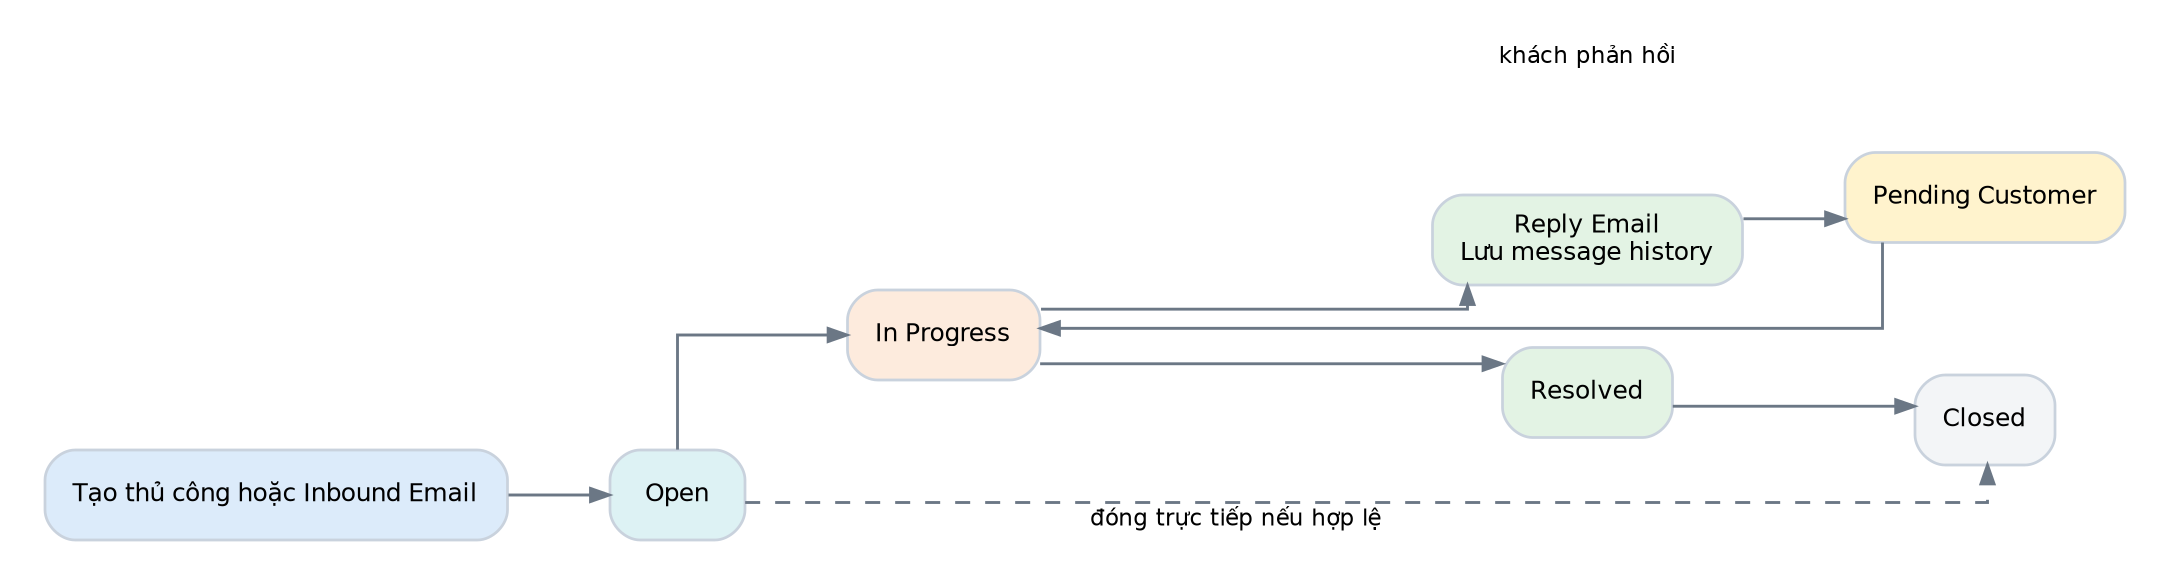 khách phản hồi
Pending Customer
Reply Email
Lưu message history
In Progress
Resolved
Closed
Tạo thủ công hoặc Inbound Email
Open
đóng trực tiếp nếu hợp lệ